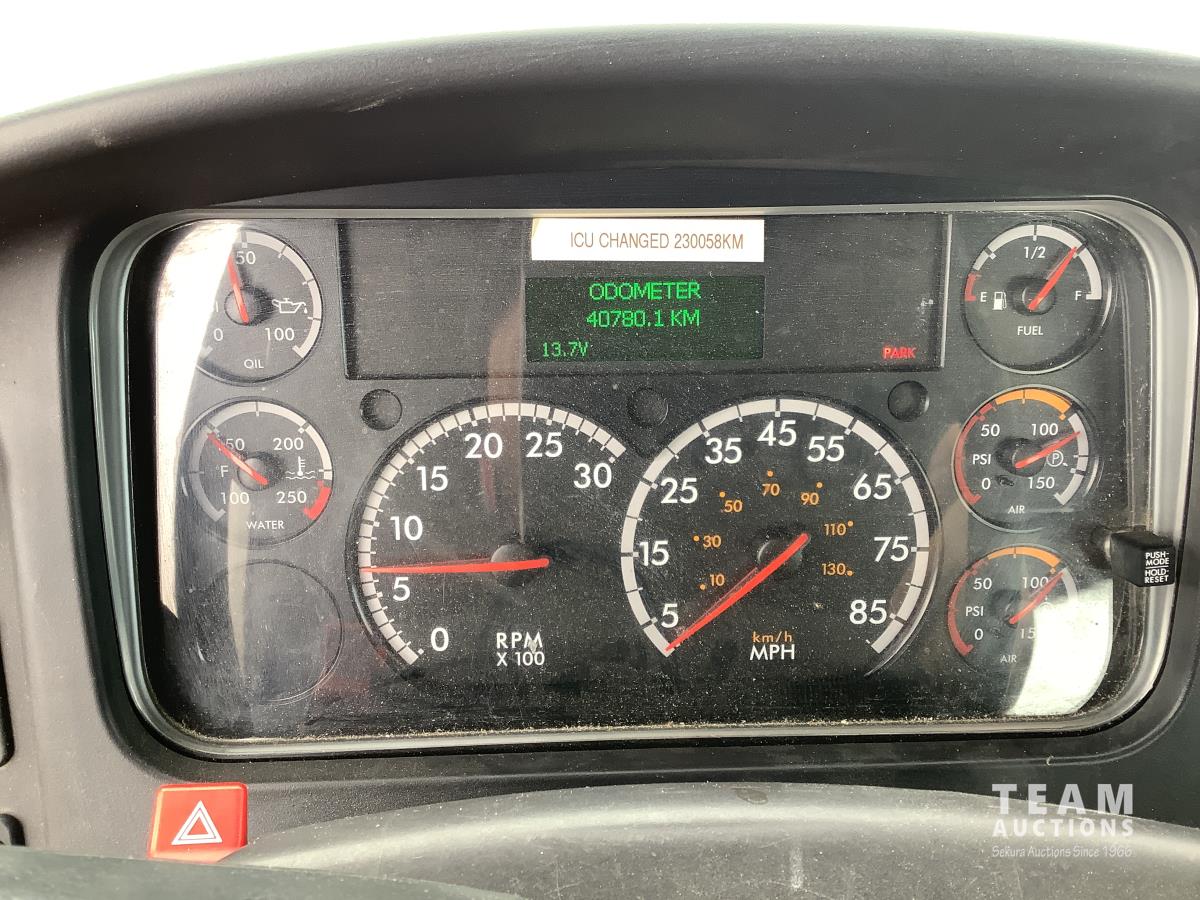 ICU CHANGED 230058KM
ODOMETER
40780.1 KM
13.7V
PARK
50
0
100
OIL
1/2
E
F
FUEL
50
200
F
100
250
WATER
50
100
PSI
P
0
150
AIR
50
100
PSI
0
15
AIR
0
5
10
15
20
25
30
RPM
X 100
5
15
25
35
45
55
65
75
85
10
30
50
70
90
110
130
km/h
MPH
PUSH-
MODE
HOLD-
RESET
TEAM
AUCTIONS
Sekura Auctions Since 1966